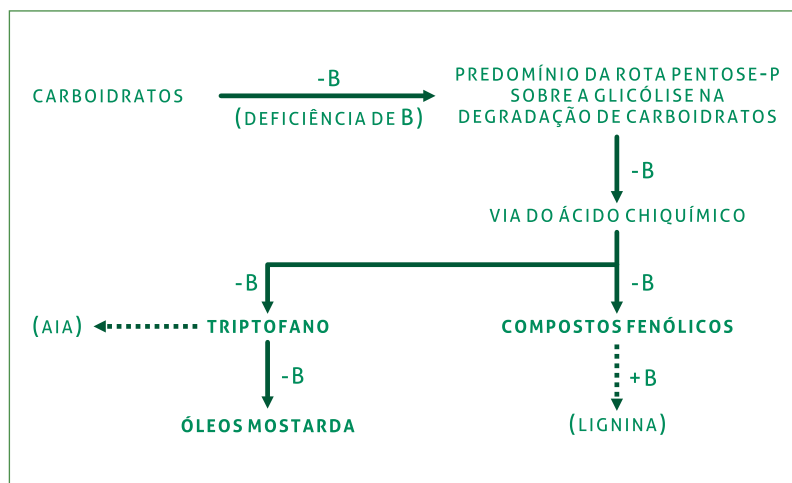 CARBOIDRATOS
-B
(DEFICIÊNCIA DE B)
PREDOMÍNIO DA ROTA PENTOSE-P
SOBRE A GLICÓLISE NA
DEGRADAÇÃO DE CARBOIDRATOS
-B
VIA DO ÁCIDO CHIQUÍMICO
-B
-B
(AIA)
TRIPTOFANO
COMPOSTOS FENÓLICOS
-B
+B
ÓLEOS MOSTARDA
(LIGNINA)